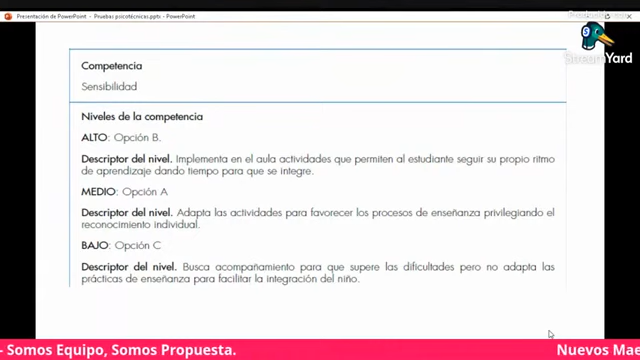 Presentación de PowerPoint - Pruebas psicotécnicas.pptx - PowerPoint
StreamYard
Competencia
Sensibilidad
Niveles de la competencia
ALTO: Opción B.
Descriptor del nivel. Implementa en el aula actividades que permiten al estudiante seguir su propio ritmo
de aprendizaje dando tiempo para que se integre.
MEDIO: Opción A
Descriptor del nivel. Adapta las actividades para favorecer los procesos de enseñanza privilegiando el
reconocimiento individual.
BAJO: Opción C
Descriptor del nivel. Busca acompañamiento para que supere las dificultades pero no adapta las
prácticas de enseñanza para facilitar la integración del niño.
- Somos Equipo, Somos Propuesta.
Nuevos Mae